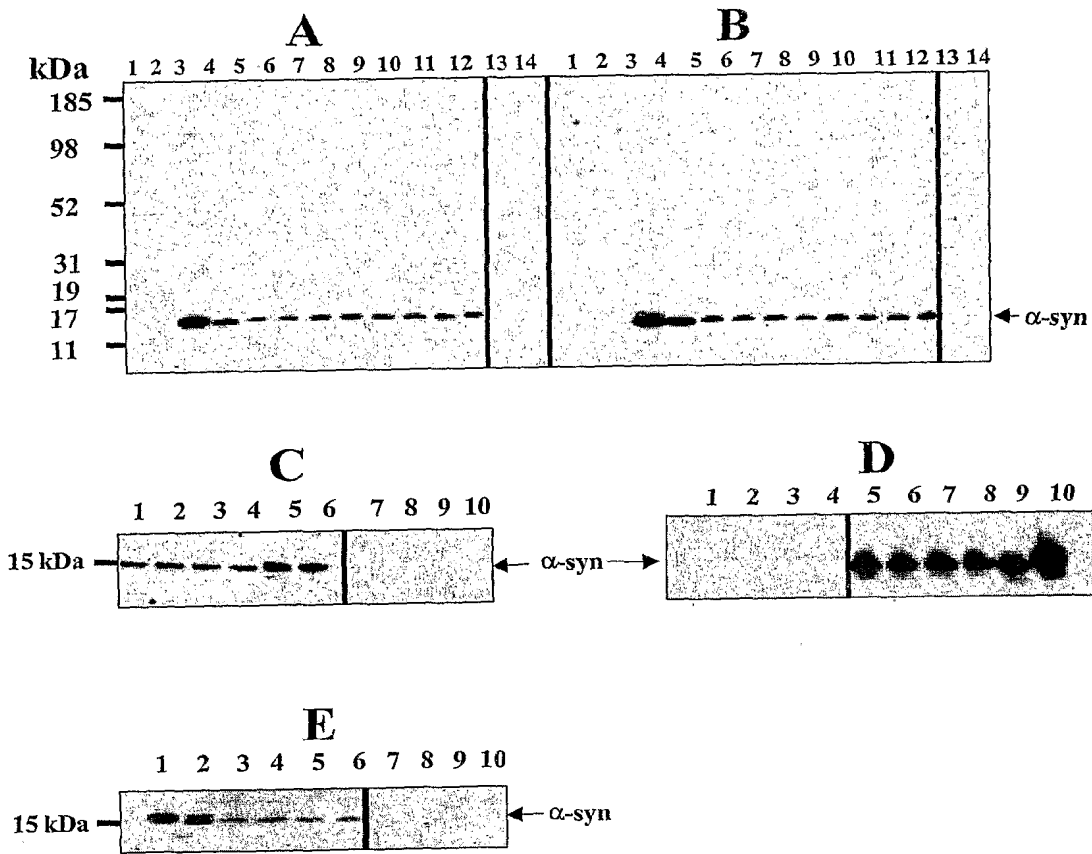 A B
kDa 1 2 3 4 5 6 7 8 9 10 11 12 13 14 1 2 3 4 5 6 7 8 9 10 11 12 13 14
185
98
52
31
19
17 α-syn
11
C D
1 2 3 4 5 6 7 8 9 10 1 2 3 4 5 6 7 8 9 10
15 kDa α-syn
E
1 2 3 4 5 6 7 8 9 10
15 kDa α-syn